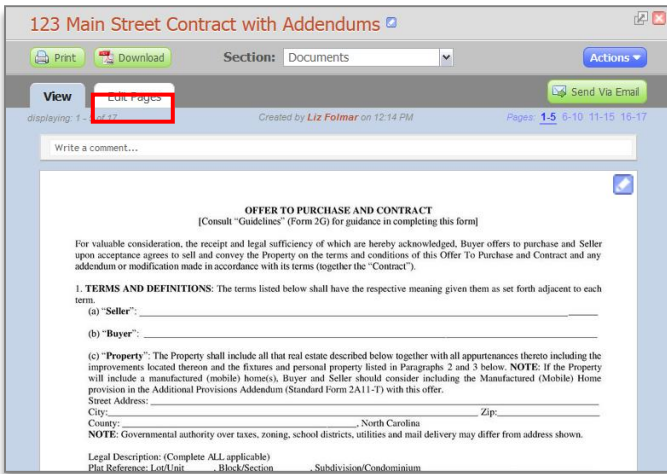 123 Main Street Contract with Addendums
Print Download Section: Documents Actions
View Edit Pages Send Via Email
displaying: 1 - 5 of 17 Created by Liz Folmar on 12:14 PM Pages: 1-5 6-10 11-15 16-17
Write a comment...
OFFER TO PURCHASE AND CONTRACT
[Consult “Guidelines” (Form 2G) for guidance in completing this form]
For valuable consideration, the receipt and legal sufficiency of which are hereby acknowledged, Buyer offers to purchase and Seller
upon acceptance agrees to sell and convey the Property on the terms and conditions of this Offer To Purchase and Contract and any
addendum or modification made in accordance with its terms (together the “Contract”).
1. TERMS AND DEFINITIONS: The terms listed below shall have the respective meaning given them as set forth adjacent to each
term.
(a) “Seller”:
(b) “Buyer”:
(c) “Property”: The Property shall include all that real estate described below together with all appurtenances thereto including the
improvements located thereon and the fixtures and personal property listed in Paragraphs 2 and 3 below. NOTE: If the Property
will include a manufactured (mobile) home(s), Buyer and Seller should consider including the Manufactured (Mobile) Home
provision in the Additional Provisions Addendum (Standard Form 2A11-T) with this offer.
Street Address:
City: Zip:
County: , North Carolina
NOTE: Governmental authority over taxes, zoning, school districts, utilities and mail delivery may differ from address shown.
Legal Description: (Complete ALL applicable)
Plat Reference: Lot/Unit , Block/Section , Subdivision/Condominium